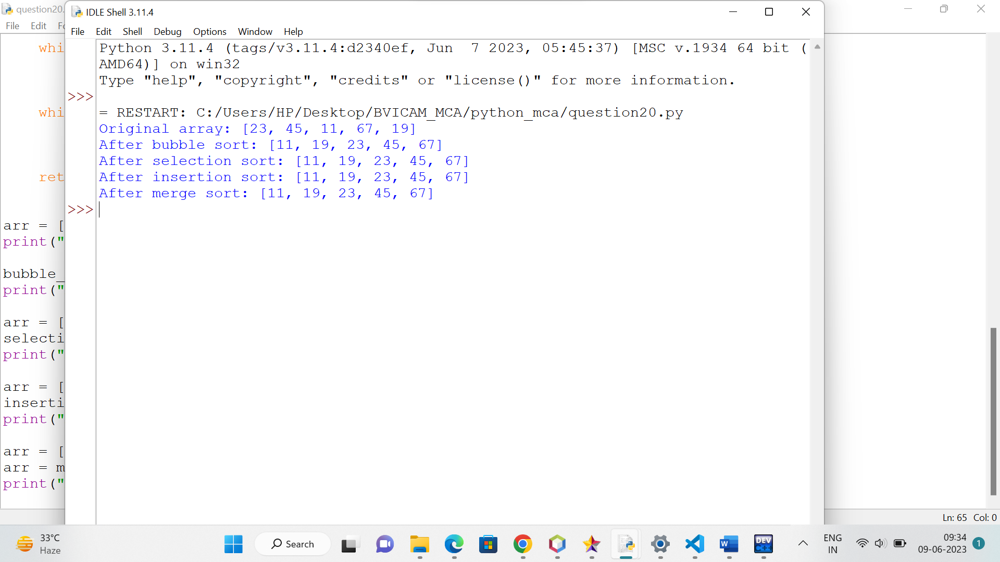 question20.
File Edit Fo
whi
whi
ret
arr = [
print("
bubble_
print("
arr = [
selecti
print("
arr = [
inserti
print("
arr = [
arr = m
print("
IDLE Shell 3.11.4
File Edit Shell Debug Options Window Help
Python 3.11.4 (tags/v3.11.4:d2340ef, Jun  7 2023, 05:45:37) [MSC v.1934 64 bit (
AMD64)] on win32
Type "help", "copyright", "credits" or "license()" for more information.
>>>
= RESTART: C:/Users/HP/Desktop/BVICAM_MCA/python_mca/question20.py
Original array: [23, 45, 11, 67, 19]
After bubble sort: [11, 19, 23, 45, 67]
After selection sort: [11, 19, 23, 45, 67]
After insertion sort: [11, 19, 23, 45, 67]
After merge sort: [11, 19, 23, 45, 67]
>>>
Ln: 65 Col: 0
33°C
Haze
Search
W
DEV
C++
ENG
IN
09:34
09-06-2023
1